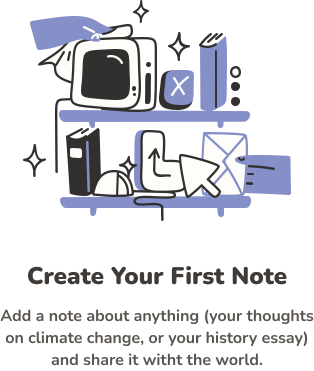 Create Your First Note
Add a note about anything (your thoughts
on climate change, or your history essay)
and share it witht the world.